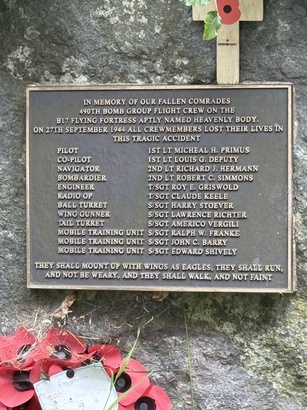 IN MEMORY OF OUR FALLEN COMRADES
490TH BOMB GROUP FLIGHT CREW ON THE
B17 FLYING FORTRESS APTLY NAMED HEAVENLY BODY.
ON 27TH SEPTEMBER 1944 ALL CREWMEMBERS LOST THEIR LIVES IN
THIS TRAGIC ACCIDENT
PILOT 1ST LT MICHEAL H. PRIMUS
CO-PILOT 1ST LT LOUIS G. DEPUTY
NAVIGATOR 2ND LT RICHARD J. HERMANN
BOMBARDIER 2ND LT ROBERT C. SIMMONS
ENGINEER T/SGT ROY E. GRISWOLD
RADIO OP T/SGT CLAUDE KEELE
BALL TURRET S/SGT HARRY STOEVER
WING GUNNER S/SGT LAWRENCE RICHTER
TAIL TURRET S/SGT AMERICO VERGILI
MOBILE TRAINING UNIT S/SGT RALPH W. FRANKE
MOBILE TRAINING UNIT S/SGT JOHN C. BARRY
MOBILE TRAINING UNIT S/SGT EDWARD SHIVELY
THEY SHALL MOUNT UP WITH WINGS AS EAGLES, THEY SHALL RUN,
AND NOT BE WEARY, AND THEY SHALL WALK, AND NOT FAINT